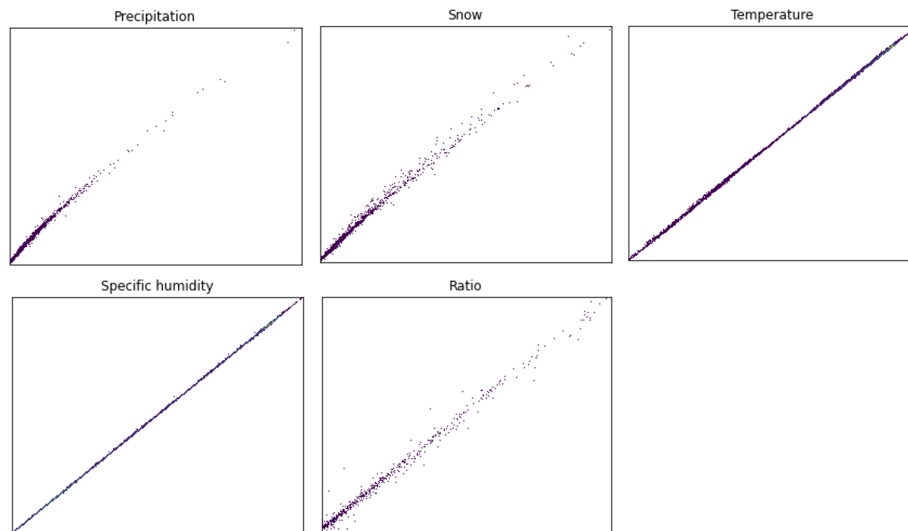 Precipitation
Snow
Temperature
Specific humidity
Ratio